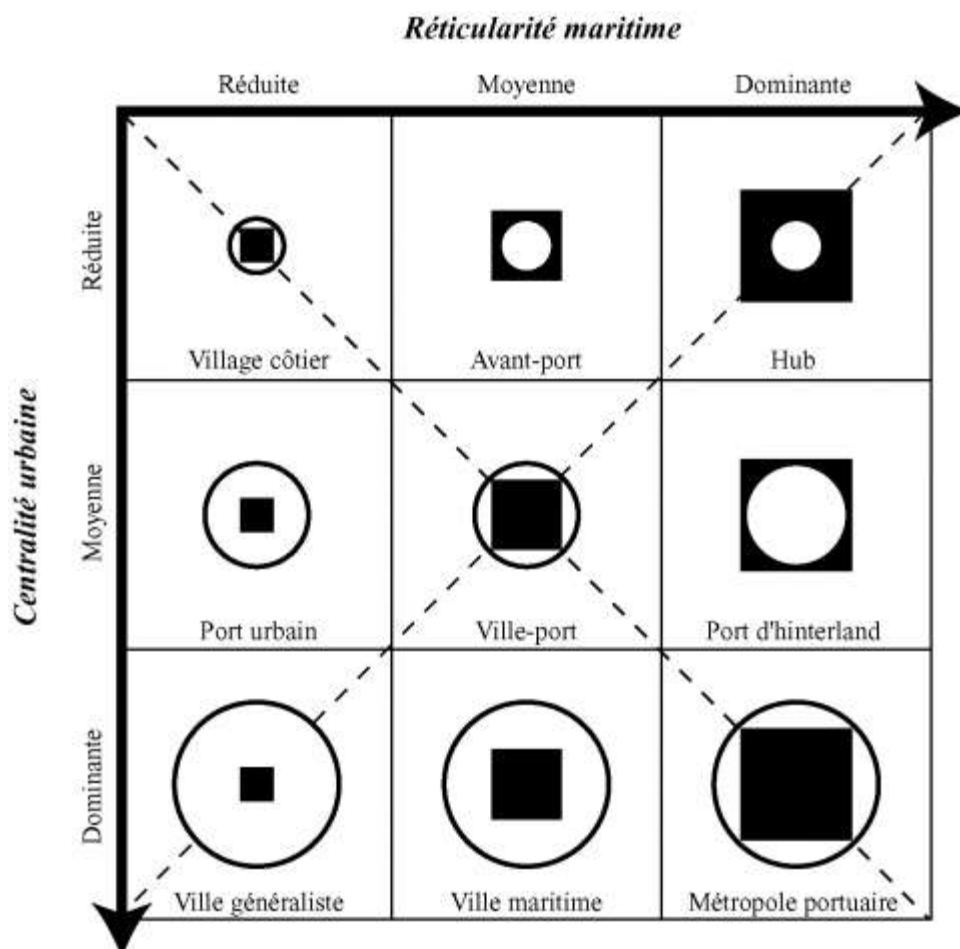 Réticularité maritime
Réduite
Moyenne
Dominante
Centralité urbaine
Réduite
Village côtier
Avant-port
Hub
Moyenne
Port urbain
Ville-port
Port d'hinterland
Dominante
Ville généraliste
Ville maritime
Métropole portuaire